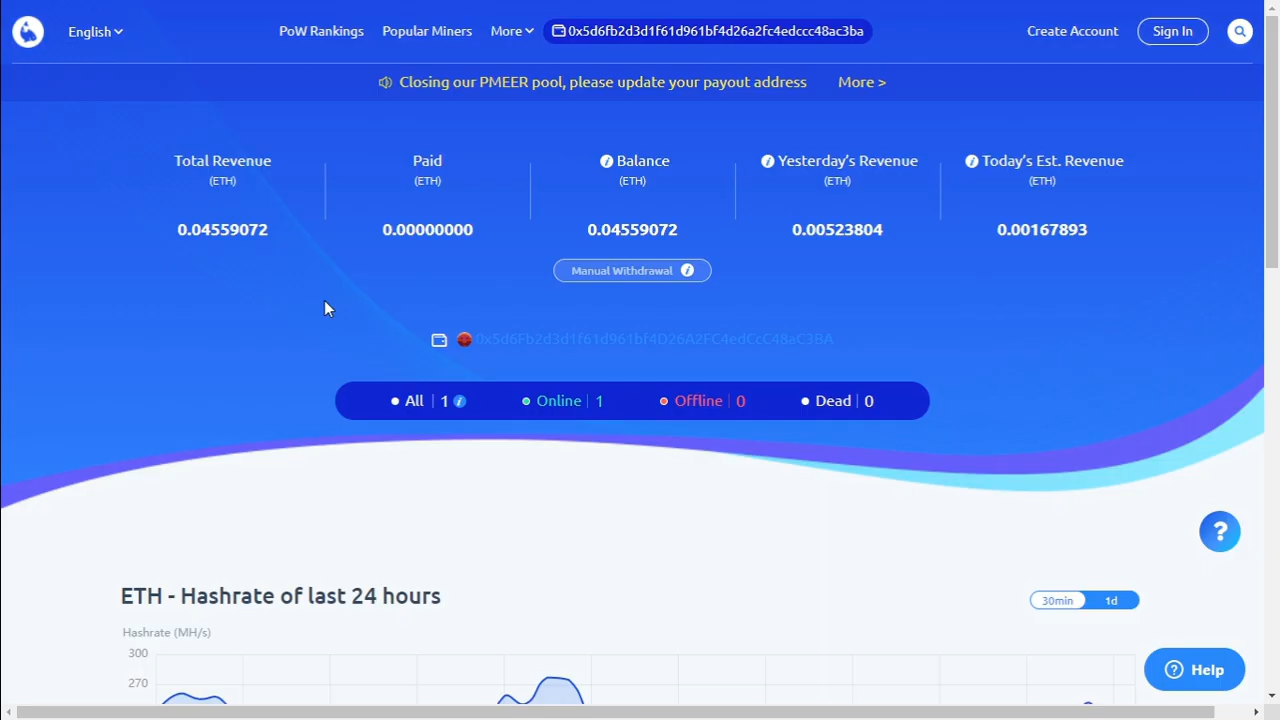 English PoW Rankings Popular Miners More 0x5d6fb2d3d1f61d961bf4d26a2fc4edccc48ac3ba Create Account Sign In
Closing our PMEER pool, please update your payout address More >
Total Revenue Paid Balance Yesterday's Revenue Today's Est. Revenue
(ETH) (ETH) (ETH) (ETH) (ETH)
0.04559072 0.00000000 0.04559072 0.00523804 0.00167893
Manual Withdrawal
0x5d6Fb2d3d1f61d961bf4D26A2FC4edCcC48aC3BA
All | 1 Online | 1 Offline | 0 Dead | 0
?
ETH - Hashrate of last 24 hours
30min 1d
Hashrate (MH/s)
300
270
? Help